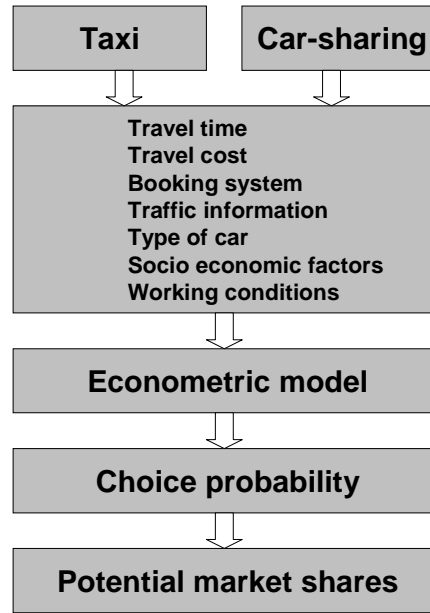 Taxi
Car-sharing
Travel time
Travel cost
Booking system
Traffic information
Type of car
Socio economic factors
Working conditions
Econometric model
Choice probability
Potential market shares